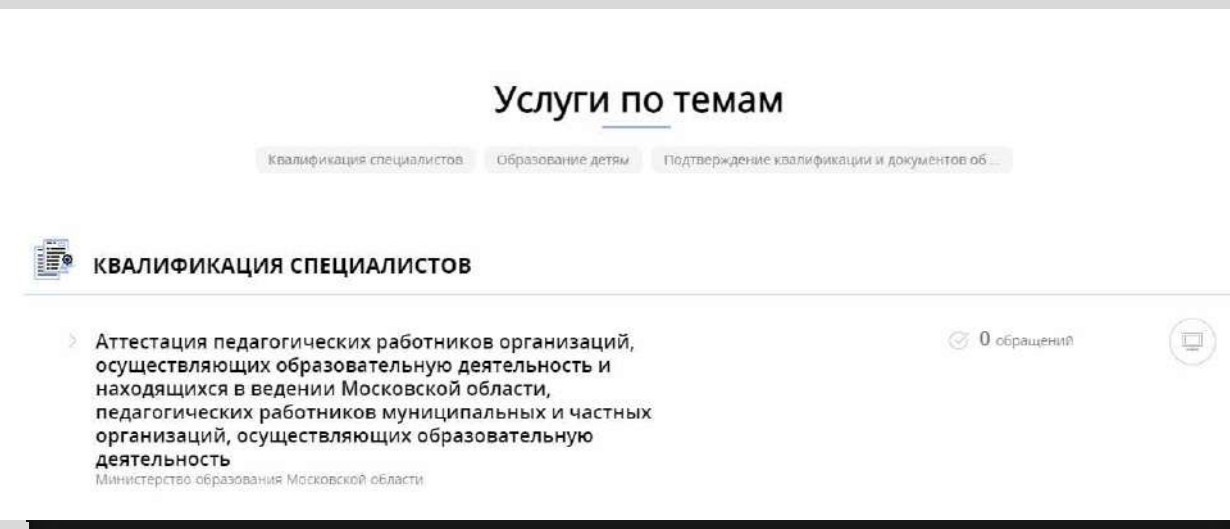 Услуги по темам
Квалификация специалистов Образование детям Подтверждение квалификации и документов об ...
КВАЛИФИКАЦИЯ СПЕЦИАЛИСТОВ
Аттестация педагогических работников организаций, 0 обращений
осуществляющих образовательную деятельность и
находящихся в ведении Московской области,
педагогических работников муниципальных и частных
организаций, осуществляющих образовательную
деятельность
Министерство образования Московской области